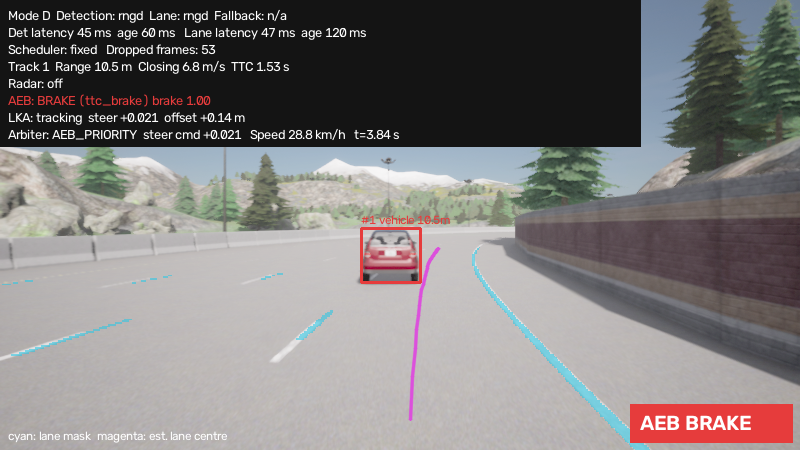 Mode D  Detection: rngd  Lane: rngd  Fallback: n/a
Det latency 45 ms  age 60 ms   Lane latency 47 ms  age 120 ms
Scheduler: fixed   Dropped frames: 53
Track 1  Range 10.5 m  Closing 6.8 m/s  TTC 1.53 s
Radar: off
AEB: BRAKE (ttc_brake) brake 1.00
LKA: tracking  steer +0.021  offset +0.14 m
Arbiter: AEB_PRIORITY  steer cmd +0.021   Speed 28.8 km/h   t=3.84 s
#1 vehicle 10.6m
AEB BRAKE
cyan: lane mask  magenta: est. lane centre